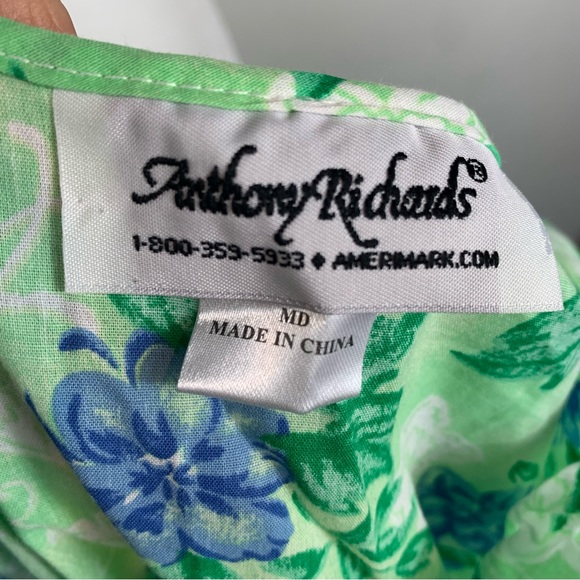 Anthony Richards®
1-800-359-5933 ◆ AMERIMARK.COM
MD
MADE IN CHINA